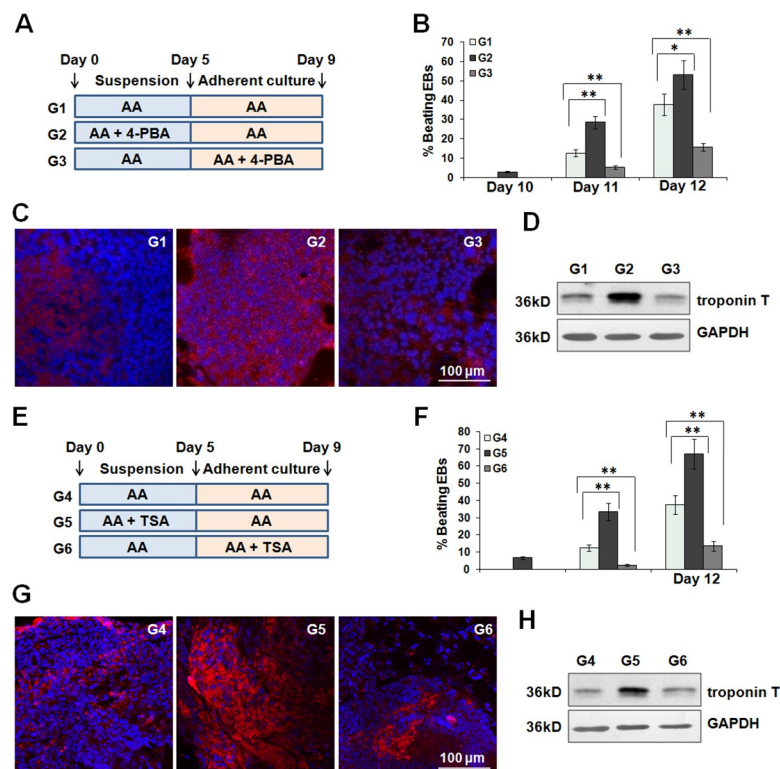 A
Day 0 Day 5 Day 9
Suspension Adherent culture
G1 AA AA
G2 AA + 4-PBA AA
G3 AA AA + 4-PBA
B
% Beating EBs
70
60
50
40
30
20
10
0
G1
G2
G3
** **
** *
** **
Day 10 Day 11 Day 12
C
G1 G2 G3
100 µm
D
G1 G2 G3
36kD troponin T
36kD GAPDH
E
Day 0 Day 5 Day 9
Suspension Adherent culture
G4 AA AA
G5 AA + TSA AA
G6 AA AA + TSA
F
% Beating EBs
80
70
60
50
40
30
20
10
0
G4
G5
G6
** **
** **
Day 12
G
G4 G5 G6
100 µm
H
G4 G5 G6
36kD troponin T
36kD GAPDH